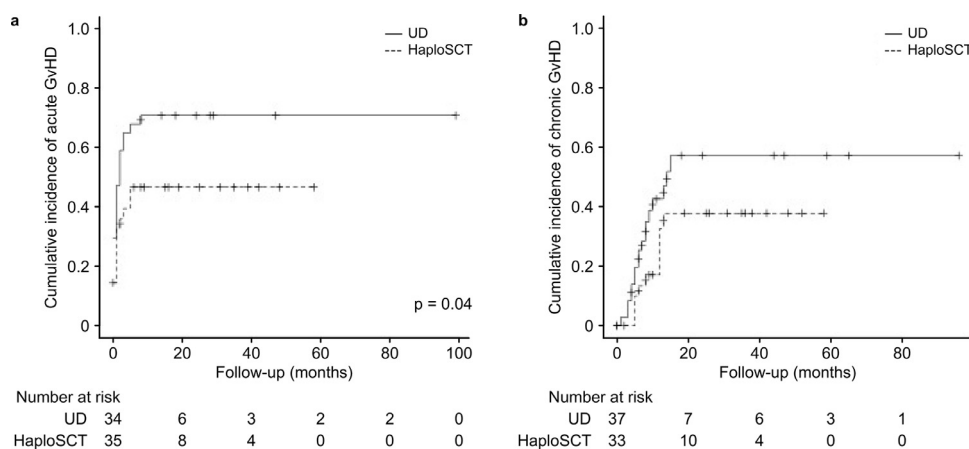 a
1.0
0.8
0.6
0.4
0.2
0
Cumulative incidence of acute GvHD
UD
HaploSCT
p = 0.04
0 20 40 60 80 100
Follow-up (months)
Number at risk
UD 34 6 3 2 2 0
HaploSCT 35 8 4 0 0 0
b
1.0
0.8
0.6
0.4
0.2
0
Cumulative incidence of chronic GvHD
UD
HaploSCT
0 20 40 60 80
Follow-up (months)
Number at risk
UD 37 7 6 3 1
HaploSCT 33 10 4 0 0